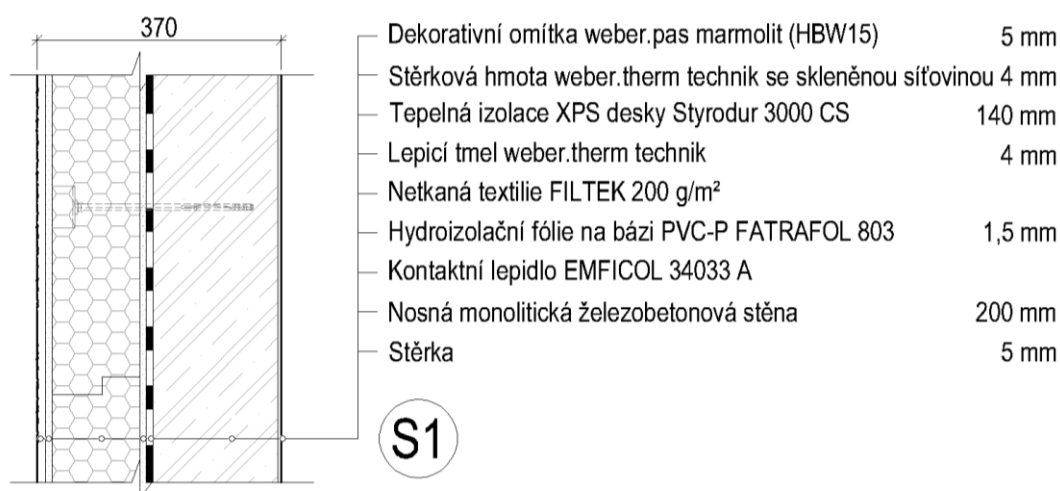 370
Dekorativní omítka weber.pas marmolit (HBW15) 5 mm
Stěrková hmota weber.therm technik se skleněnou síťovinou 4 mm
Tepelná izolace XPS desky Styrodur 3000 CS 140 mm
Lepicí tmel weber.therm technik 4 mm
Netkaná textilie FILTEK 200 g/m²
Hydroizolační fólie na bázi PVC-P FATRAFOL 803 1,5 mm
Kontaktní lepidlo EMFICOL 34033 A
Nosná monolitická železobetonová stěna 200 mm
Stěrka 5 mm
S1